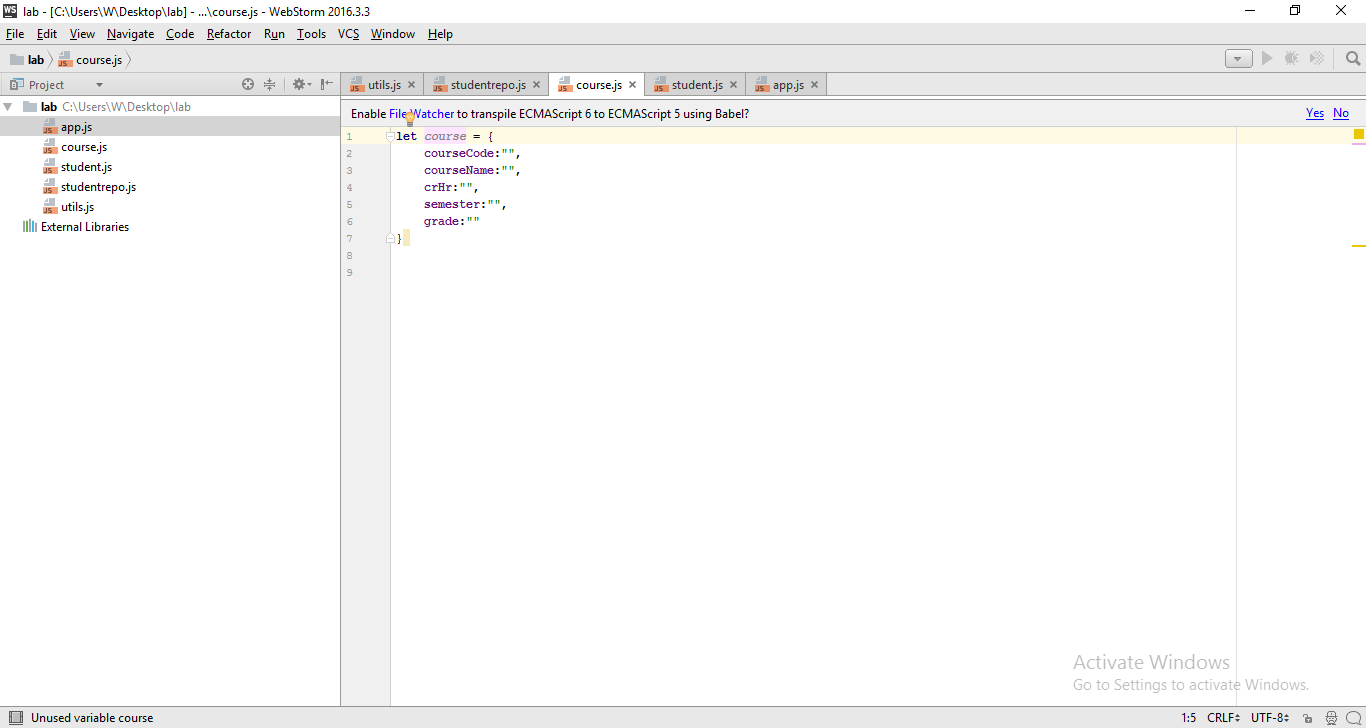 WS lab - [C:\Users\W\Desktop\lab] - ...\course.js - WebStorm 2016.3.3
File Edit View Navigate Code Refactor Run Tools VCS Window Help
lab course.js
Project
utils.js studentrepo.js course.js student.js app.js
lab C:\Users\W\Desktop\lab
app.js
course.js
student.js
studentrepo.js
utils.js
External Libraries
Enable File Watcher to transpile ECMAScript 6 to ECMAScript 5 using Babel? Yes No
1 let course = {
2 courseCode:"",
3 courseName:"",
4 crHr:"",
5 semester:"",
6 grade:""
7 }
8
9
Activate Windows
Go to Settings to activate Windows.
Unused variable course 1:5 CRLF UTF-8